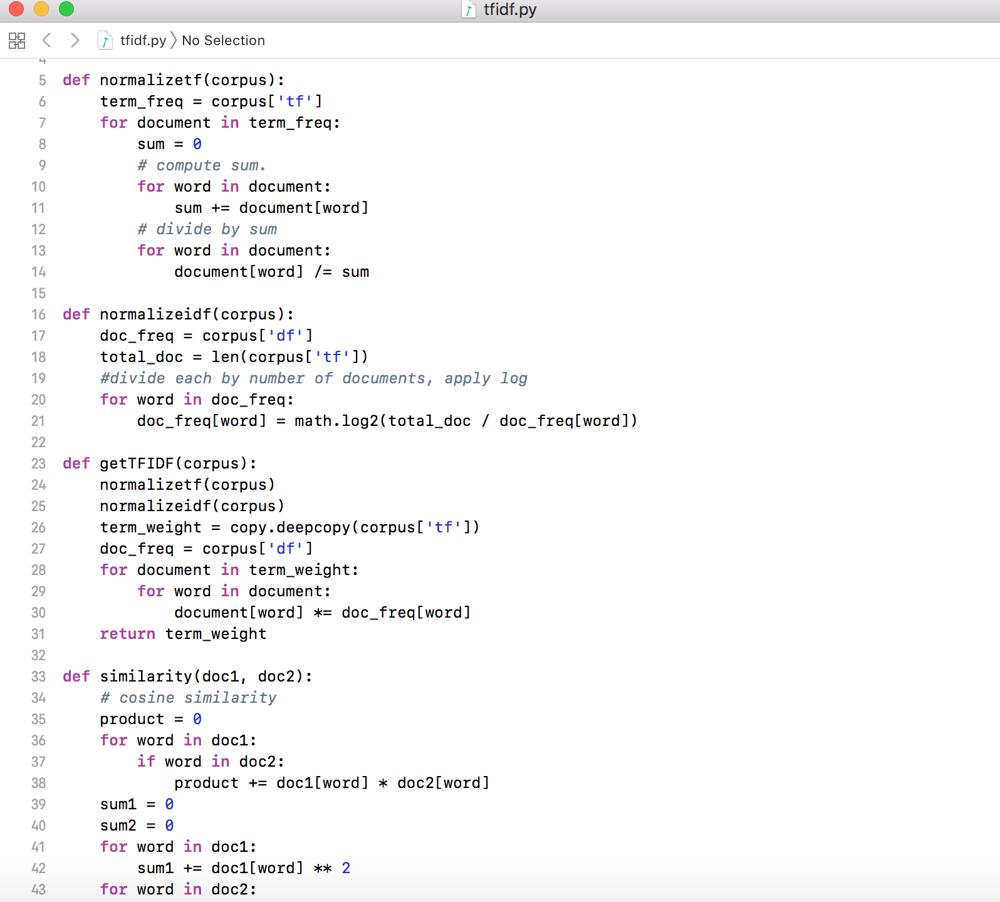 tfidf.py
tfidf.py 〉 No Selection
4
5 def normalizetf(corpus):
6     term_freq = corpus['tf']
7     for document in term_freq:
8         sum = 0
9         # compute sum.
10         for word in document:
11             sum += document[word]
12         # divide by sum
13         for word in document:
14             document[word] /= sum
15
16 def normalizeidf(corpus):
17     doc_freq = corpus['df']
18     total_doc = len(corpus['tf'])
19     #divide each by number of documents, apply log
20     for word in doc_freq:
21         doc_freq[word] = math.log2(total_doc / doc_freq[word])
22
23 def getTFIDF(corpus):
24     normalizetf(corpus)
25     normalizeidf(corpus)
26     term_weight = copy.deepcopy(corpus['tf'])
27     doc_freq = corpus['df']
28     for document in term_weight:
29         for word in document:
30             document[word] *= doc_freq[word]
31     return term_weight
32
33 def similarity(doc1, doc2):
34     # cosine similarity
35     product = 0
36     for word in doc1:
37         if word in doc2:
38             product += doc1[word] * doc2[word]
39     sum1 = 0
40     sum2 = 0
41     for word in doc1:
42         sum1 += doc1[word] ** 2
43     for word in doc2: